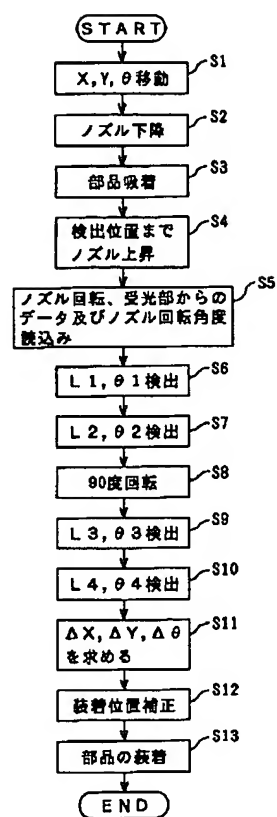 START
S1
X,Y,θ移動
S2
ノズル下降
S3
部品吸着
S4
検出位置まで
ノズル上昇
S5
ノズル回転、受光部からの
データ及びノズル回転角度
読込み
S6
L1,θ1検出
S7
L2,θ2検出
S8
90度回転
S9
L3,θ3検出
S10
L4,θ4検出
S11
ΔX,ΔY,Δθ
を求める
S12
装着位置補正
S13
部品の装着
END